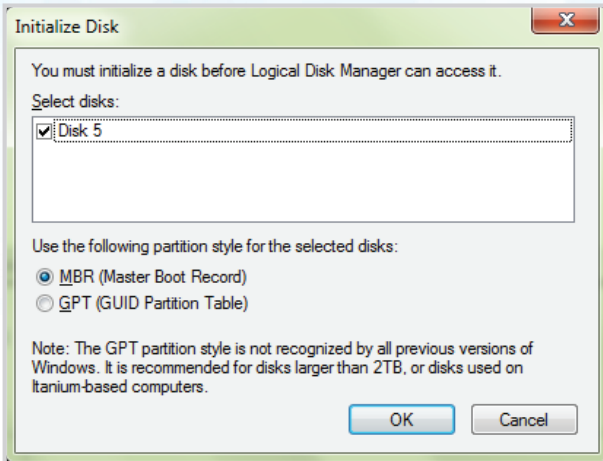 Initialize Disk
You must initialize a disk before Logical Disk Manager can access it.
Select disks:
Disk 5
Use the following partition style for the selected disks:
MBR (Master Boot Record)
GPT (GUID Partition Table)
Note: The GPT partition style is not recognized by all previous versions of
Windows. It is recommended for disks larger than 2TB, or disks used on
Itanium-based computers.
OK Cancel